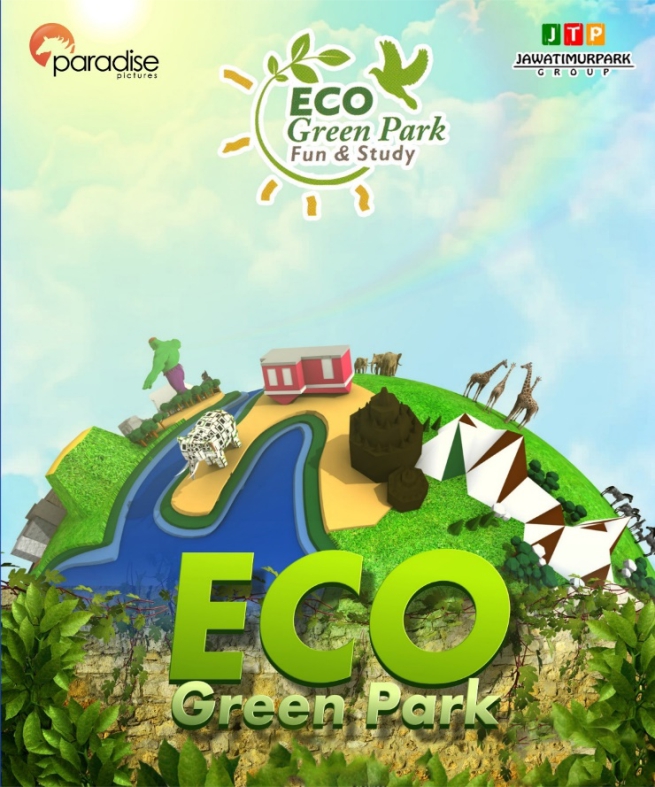 paradise
pictures
ECO
Green Park
Fun & Study
JTP
JAWATIMURPARK
GROUP
ECO
Green Park